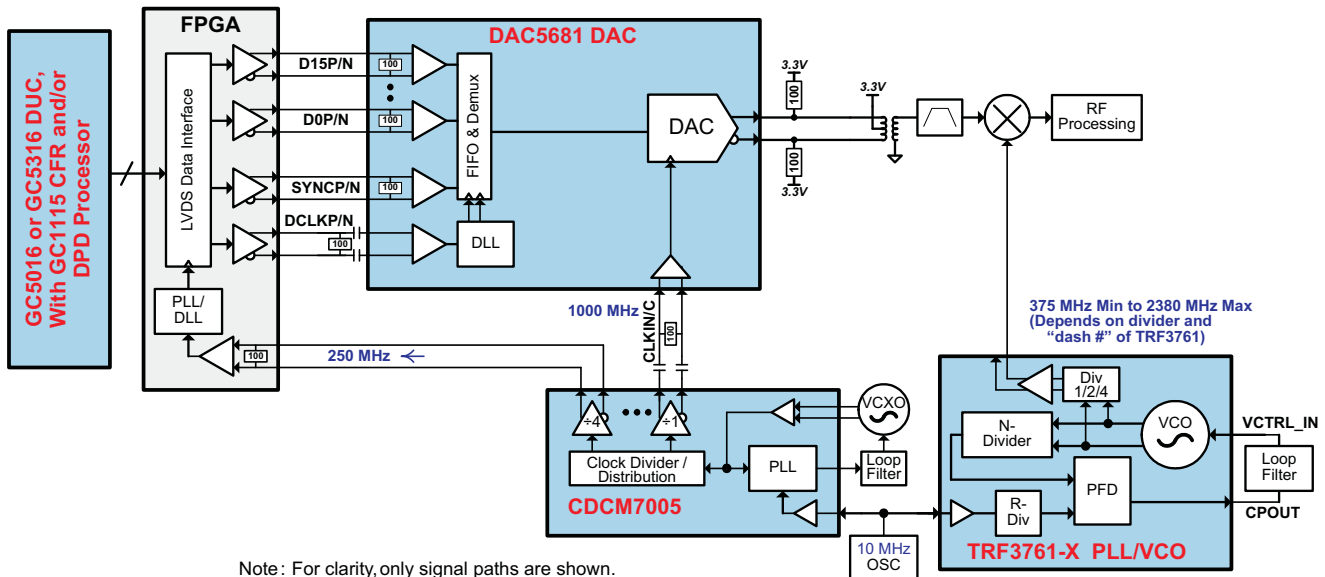 GC5016 or GC5316 DUC,
With GC1115 CFR and/or
DPD Processor
FPGA
LVDS Data Interface
PLL/
DLL
D15P/N
D0P/N
SYNCP/N
DCLKP/N
100
100
100
100
100
250 MHz
DAC5681 DAC
FIFO & Demux
DLL
DAC
1000 MHz
CLKIN/C
100
3.3V
100
100
3.3V
3.3V
RF
Processing
375 MHz Min to 2380 MHz Max
(Depends on divider and
“dash #” of TRF3761)
÷4
÷1
Clock Divider /
Distribution
PLL
VCXO
Loop
Filter
CDCM7005
10 MHz
OSC
Div
1/2/4
N-
Divider
VCO
R-
Div
PFD
VCTRL_IN
Loop
Filter
CPOUT
TRF3761-X PLL/VCO
Note: For clarity, only signal paths are shown.